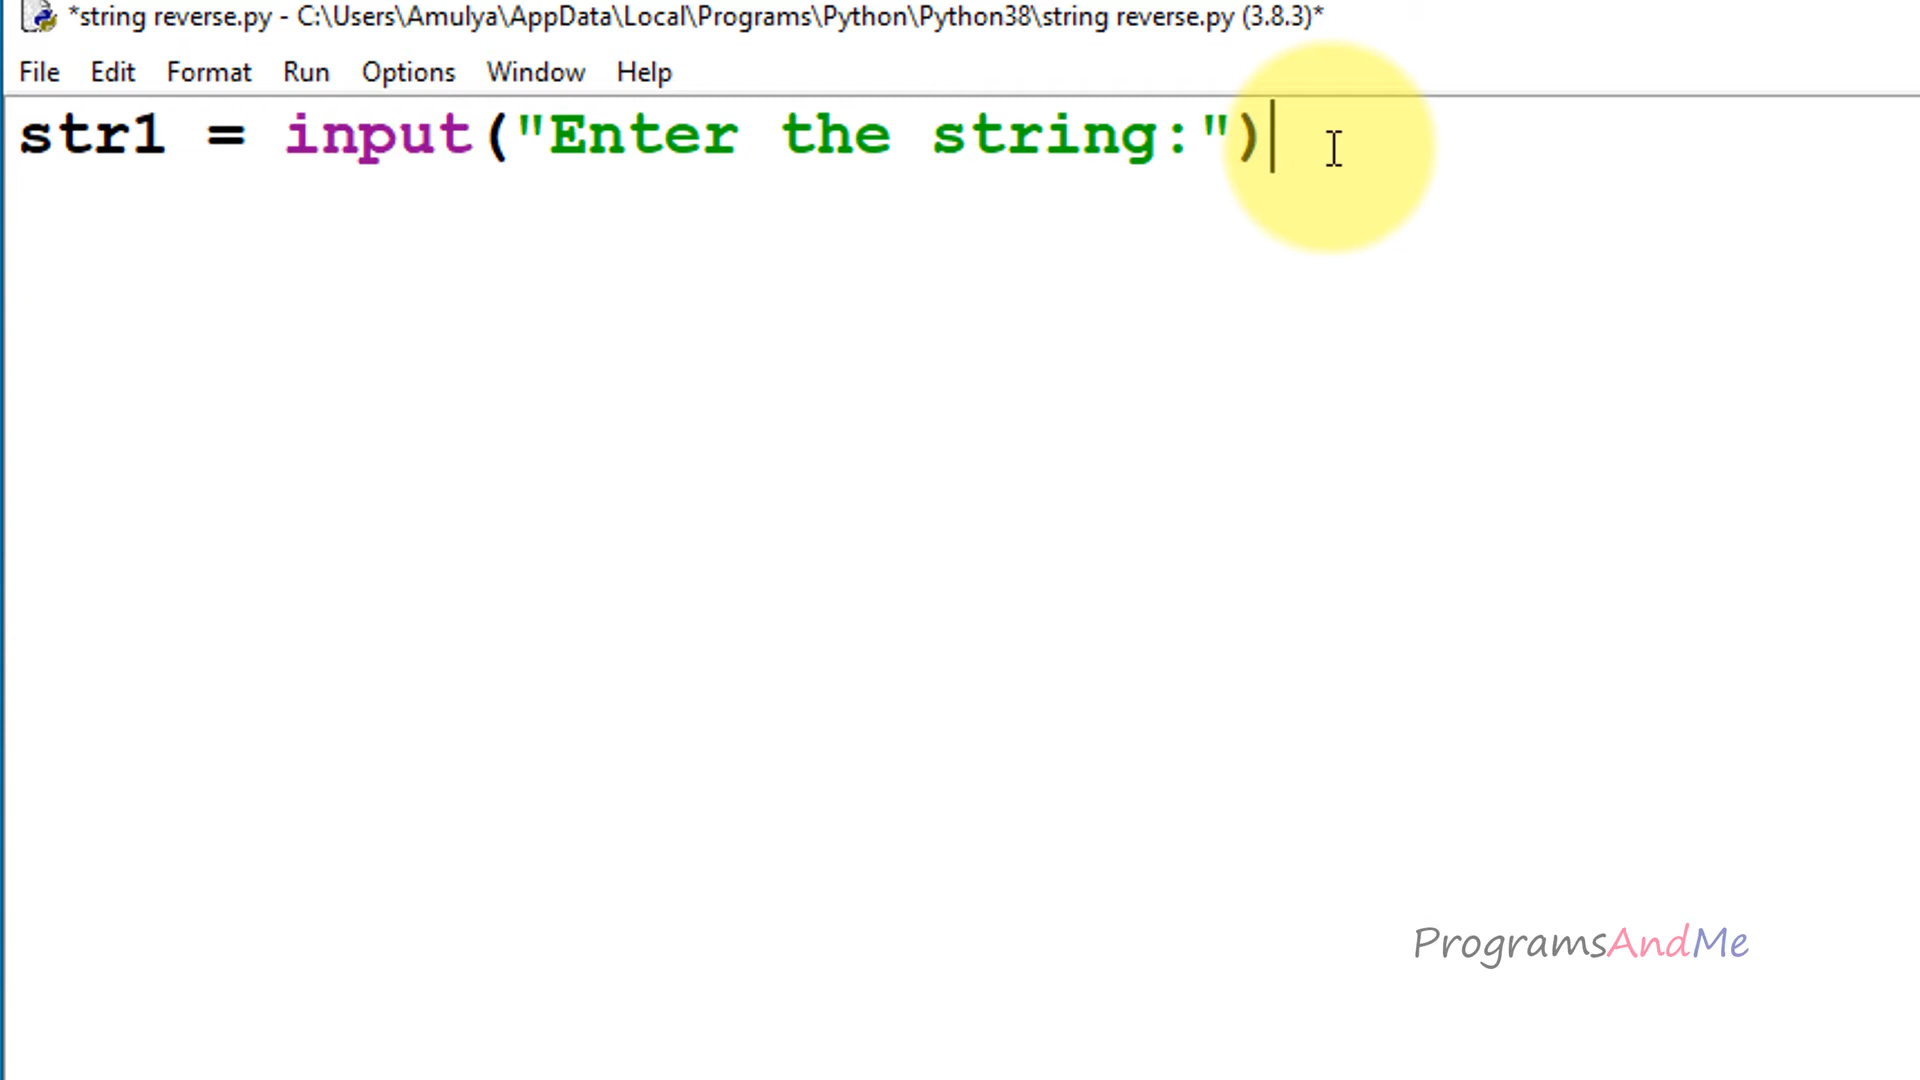 *string reverse.py - C:\Users\Amulya\AppData\Local\Programs\Python\Python38\string reverse.py (3.8.3)*
File Edit Format Run Options Window Help
str1 = input("Enter the string:")
ProgramsAndMe